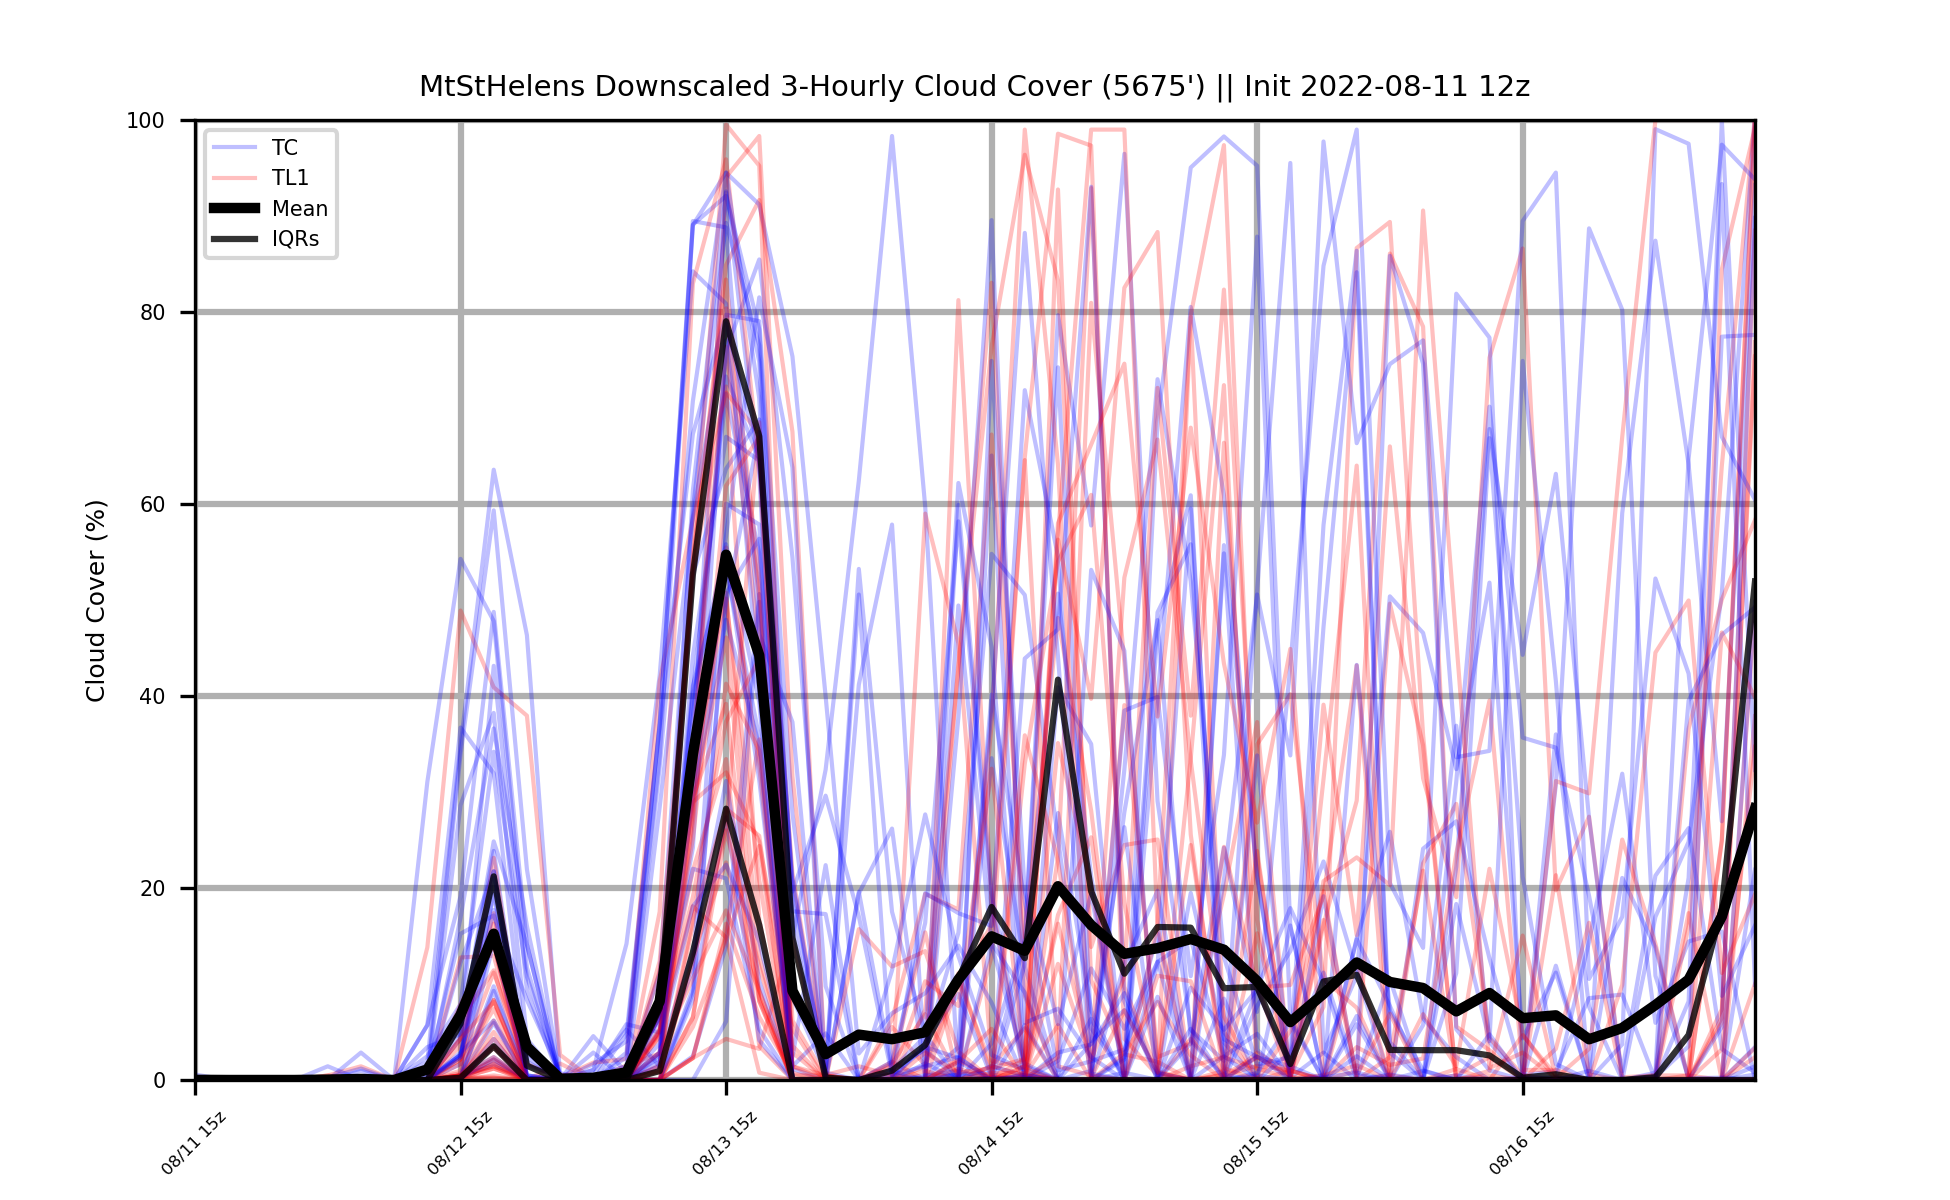 MtStHelens Downscaled 3-Hourly Cloud Cover (5675') || Init 2022-08-11 12z
100
80
60
40
20
0
Cloud Cover (%)
TC
TL1
Mean
IQRs
08/11 15z
08/12 15z
08/13 15z
08/14 15z
08/15 15z
08/16 15z